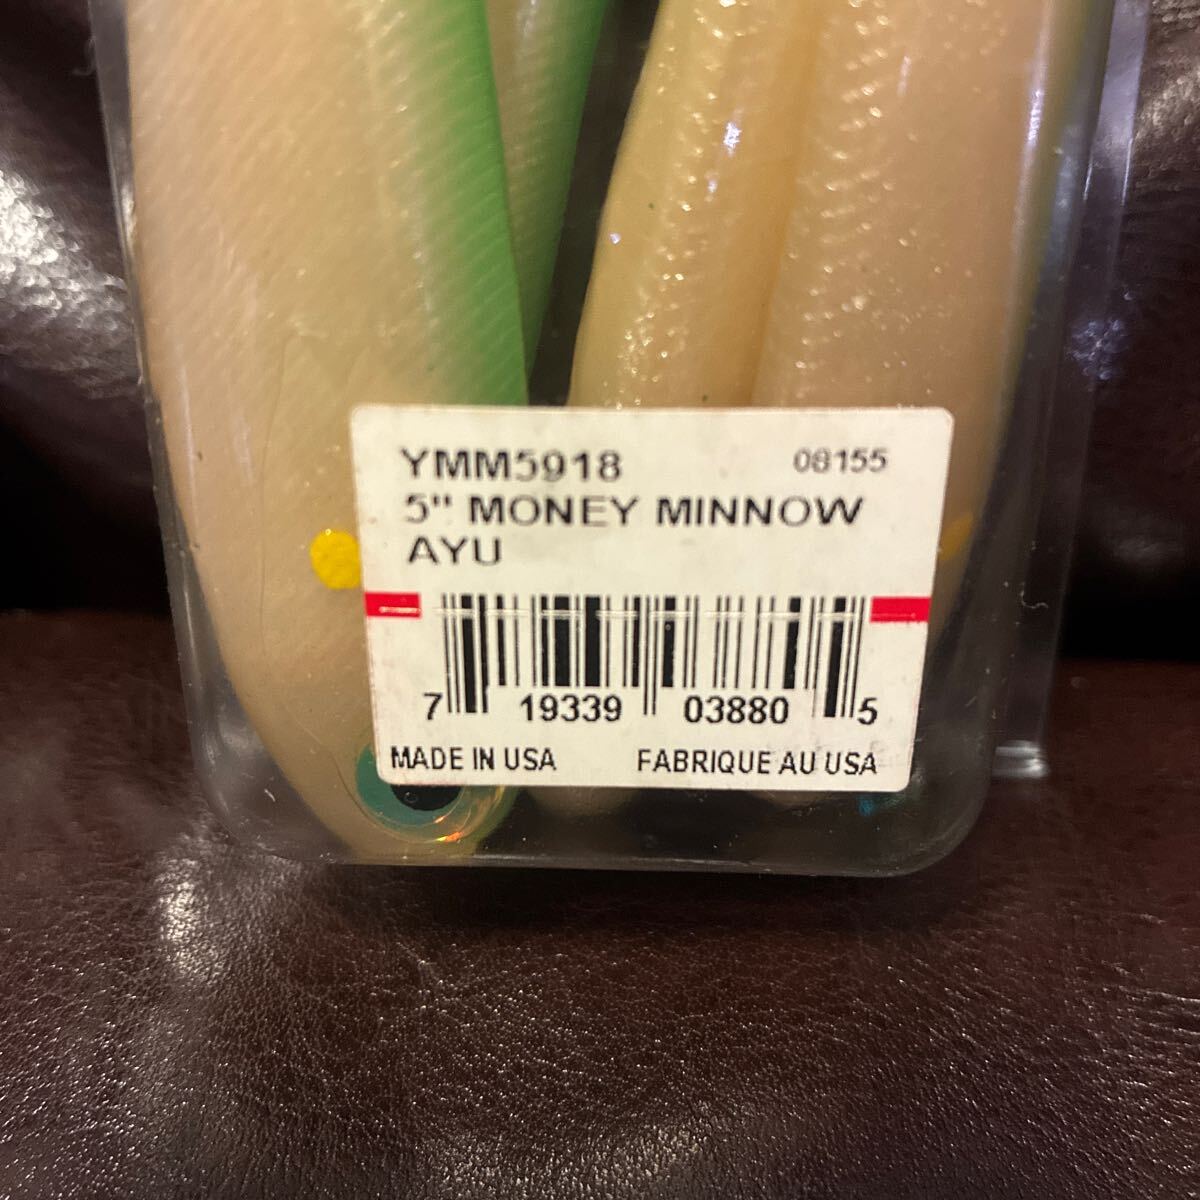 YMM5918 08155
5" MONEY MINNOW
AYU
7 19339 03880 5
MADE IN USA FABRIQUE AU USA